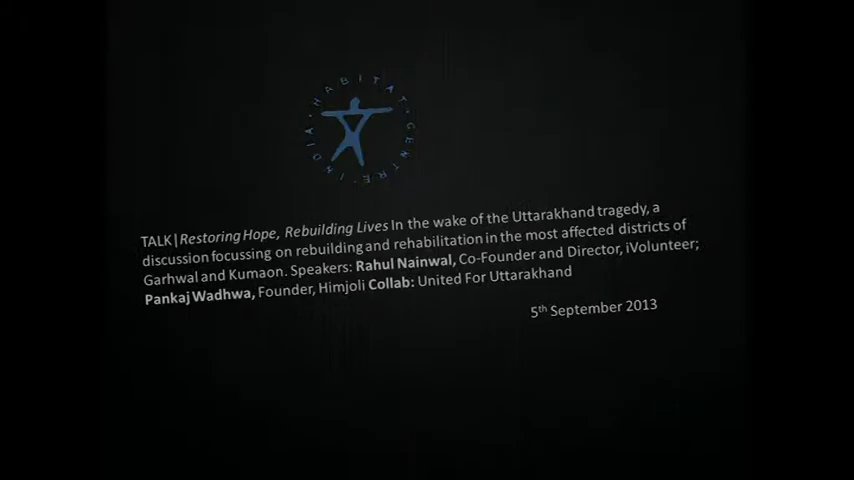 INDIA · HABITAT · CENTRE ·
TALK|Restoring Hope, Rebuilding Lives In the wake of the Uttarakhand tragedy, a
discussion focussing on rebuilding and rehabilitation in the most affected districts of
Garhwal and Kumaon. Speakers: Rahul Nainwal, Co-Founder and Director, iVolunteer;
Pankaj Wadhwa, Founder, Himjoli Collab: United For Uttarakhand
5th September 2013